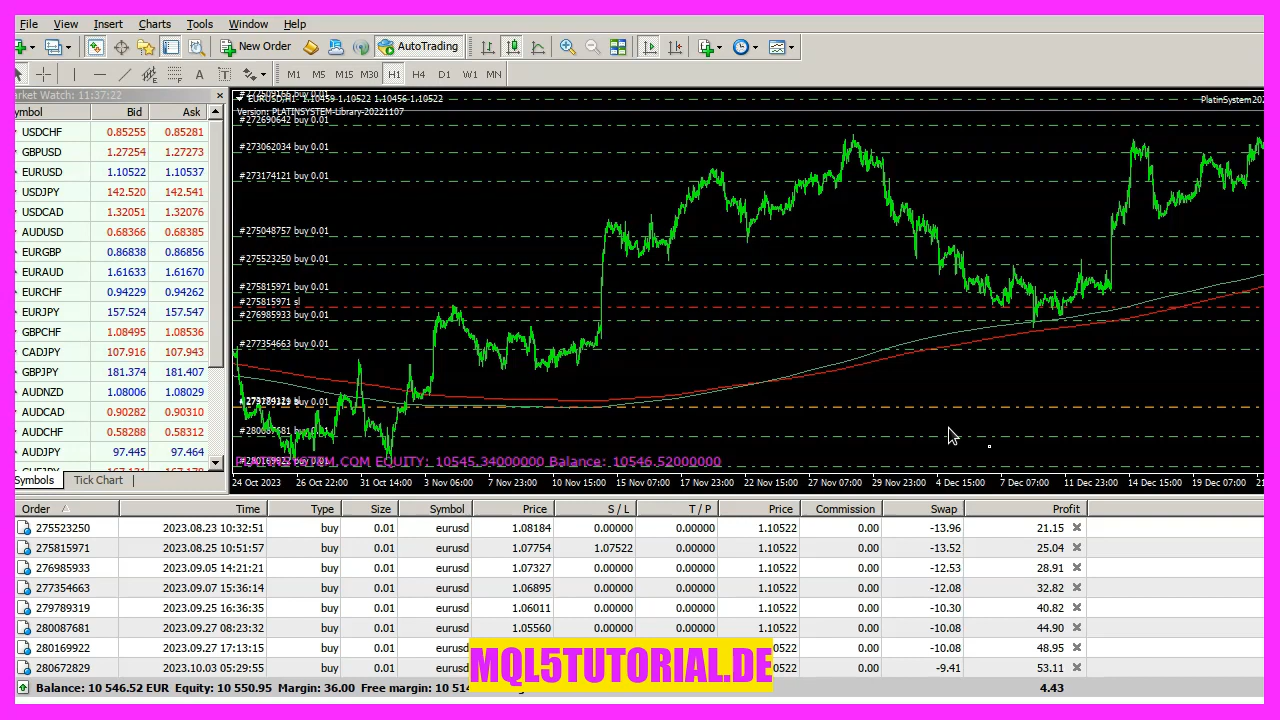 File View Insert Charts Tools Window Help
New Order AutoTrading
M1 M5 M15 M30 H1 H4 D1 W1 MN
arket Watch: 11:37:22
ymbol Bid Ask
USDCHF 0.85255 0.85281
GBPUSD 1.27254 1.27273
EURUSD 1.10522 1.10537
USDJPY 142.520 142.541
USDCAD 1.32051 1.32076
AUDUSD 0.68366 0.68385
EURGBP 0.86838 0.86856
EURAUD 1.61633 1.61670
EURCHF 0.94229 0.94262
EURJPY 157.524 157.547
GBPCHF 1.08495 1.08536
CADJPY 107.916 107.943
GBPJPY 181.374 181.407
AUDNZD 1.08006 1.08029
AUDCAD 0.90282 0.90310
AUDCHF 0.58288 0.58312
AUDJPY 97.445 97.464
Symbols Tick Chart
EURUSD,H1 1.10459 1.10522 1.10456 1.10522
PlatinSystem202
Version: PLATINSYSTEM-Library-20221107
#272690642 buy 0.01
#273062034 buy 0.01
#273174121 buy 0.01
#275048757 buy 0.01
#275523250 buy 0.01
#275815971 buy 0.01
#275815971 sl
#276985933 buy 0.01
#277354663 buy 0.01
buy 0.01
#280087681 buy 0.01
#280169922 buy 0.01
EQUITY: 10545.34000000 Balance: 10546.52000000
24 Oct 2023 26 Oct 22:00 31 Oct 14:00 3 Nov 06:00 7 Nov 23:00 10 Nov 15:00 15 Nov 07:00 17 Nov 23:00 22 Nov 15:00 27 Nov 07:00 29 Nov 23:00 4 Dec 15:00 7 Dec 07:00 11 Dec 23:00 14 Dec 15:00 19 Dec 07:00
Order Time Type Size Symbol Price S / L T / P Price Commission Swap Profit
275523250 2023.08.23 10:32:51 buy 0.01 eurusd 1.08184 0.00000 0.00000 1.10522 0.00 -13.96 21.15
275815971 2023.08.25 10:51:57 buy 0.01 eurusd 1.07754 1.07522 0.00000 1.10522 0.00 -13.52 25.04
276985933 2023.09.05 14:21:21 buy 0.01 eurusd 1.07327 0.00000 0.00000 1.10522 0.00 -12.53 28.91
277354663 2023.09.07 15:36:14 buy 0.01 eurusd 1.06895 0.00000 0.00000 1.10522 0.00 -12.08 32.82
279789319 2023.09.25 16:36:35 buy 0.01 eurusd 1.06011 0.00000 0.00000 1.10522 0.00 -10.30 40.82
280087681 2023.09.27 08:23:32 buy 0.01 eurusd 1.05560 0.00000 0.00000 1.10522 0.00 -10.08 44.90
280169922 2023.09.27 17:13:15 buy 0.01 eurusd 0.00 -10.08 48.95
280672829 2023.10.03 05:29:55 buy 0.01 eurusd 0.00 -9.41 53.11
MQL5TUTORIAL.DE
Balance: 10 546.52 EUR Equity: 10 550.95 Margin: 36.00 Free margin: 10 514 4.43